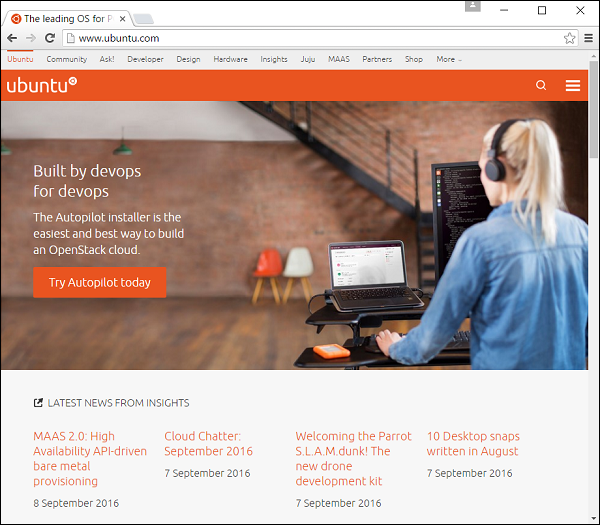 The leading OS for P
www.ubuntu.com
Ubuntu Community Ask! Developer Design Hardware Insights Juju MAAS Partners Shop More
ubuntu
Built by devops
for devops
The Autopilot installer is the
easiest and best way to build
an OpenStack cloud.
Try Autopilot today
LATEST NEWS FROM INSIGHTS
MAAS 2.0: High
Availability API-driven
bare metal
provisioning
8 September 2016
Cloud Chatter:
September 2016
7 September 2016
Welcoming the Parrot
S.L.A.M.dunk! The
new drone
development kit
7 September 2016
10 Desktop snaps
written in August
7 September 2016